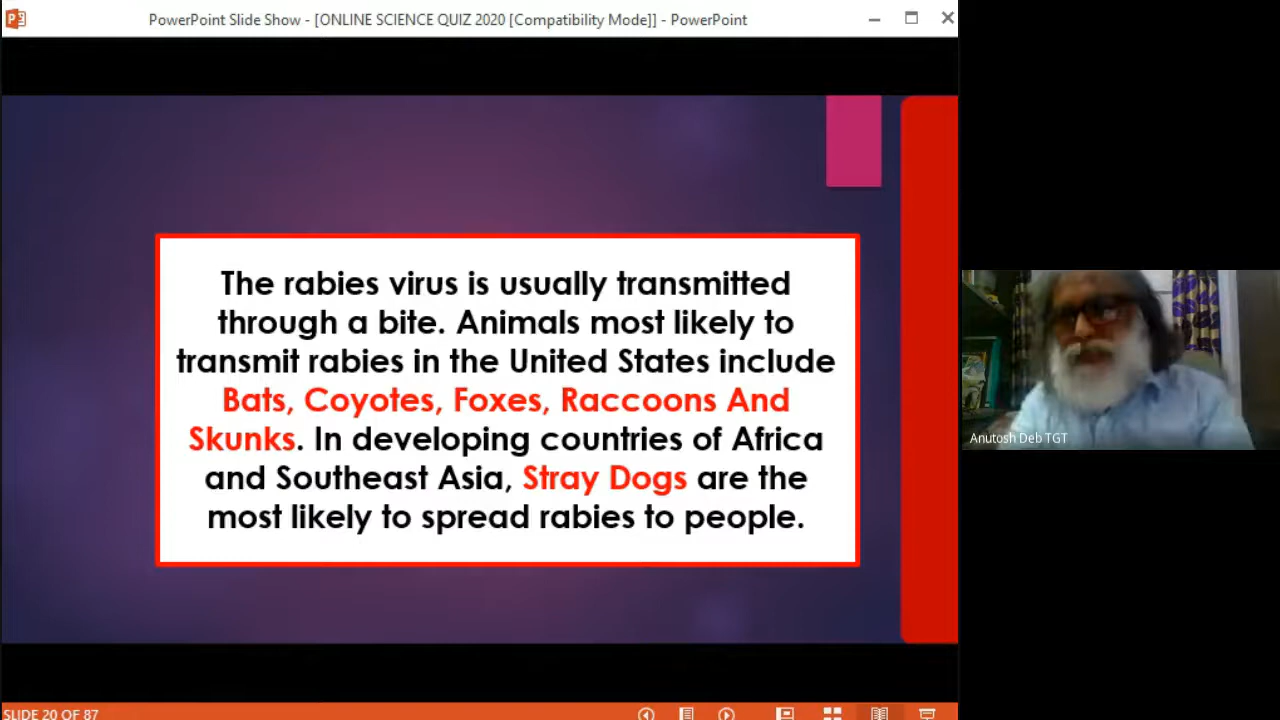 PowerPoint Slide Show - [ONLINE SCIENCE QUIZ 2020 [Compatibility Mode]] - PowerPoint
The rabies virus is usually transmitted
through a bite. Animals most likely to
transmit rabies in the United States include
Bats, Coyotes, Foxes, Raccoons And
Skunks. In developing countries of Africa
and Southeast Asia, Stray Dogs are the
most likely to spread rabies to people.
Anutosh Deb TGT
SLIDE 20 OF 87